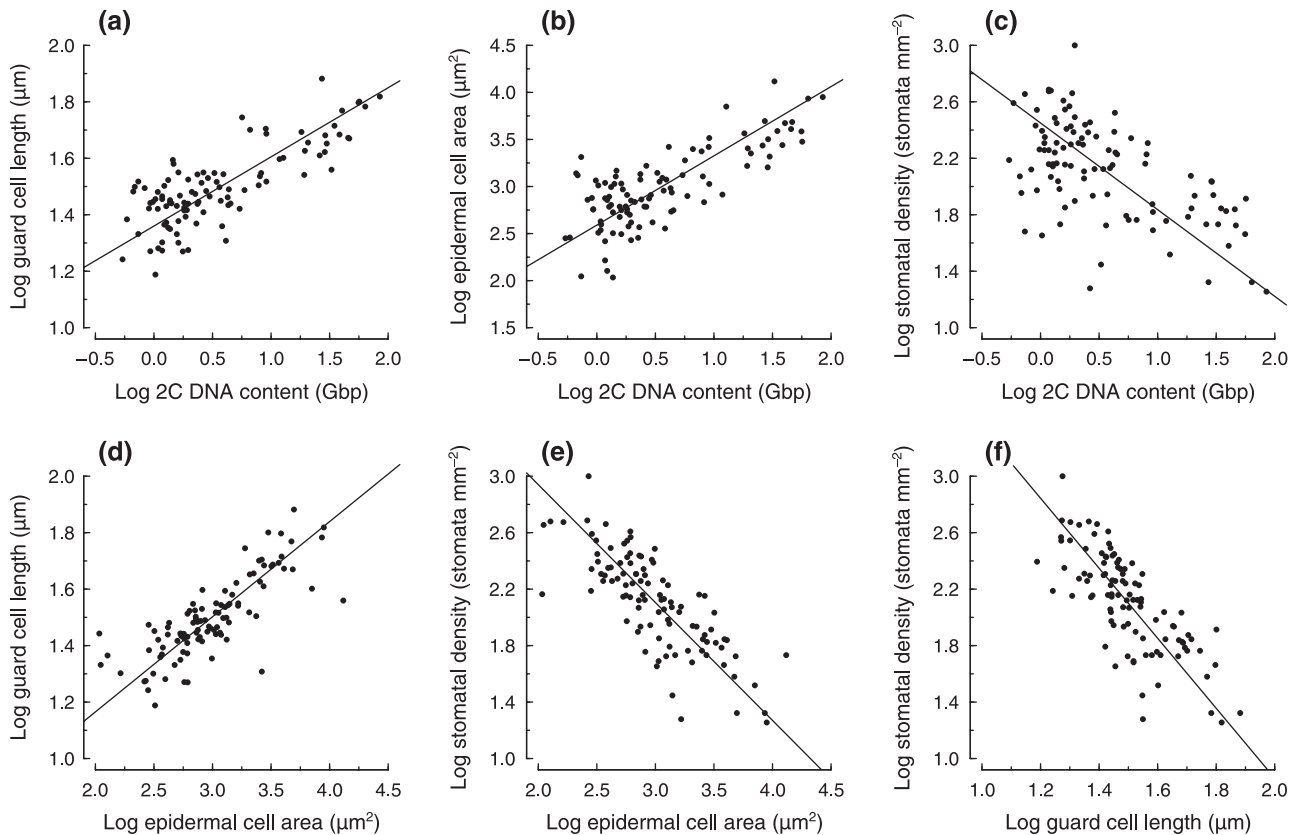 (a)
Log guard cell length (µm)
2.0
1.8
1.6
1.4
1.2
1.0
−0.5 0.0 0.5 1.0 1.5 2.0
Log 2C DNA content (Gbp)
(b)
Log epidermal cell area (µm²)
4.5
4.0
3.5
3.0
2.5
2.0
1.5
−0.5 0.0 0.5 1.0 1.5 2.0
Log 2C DNA content (Gbp)
(c)
Log stomatal density (stomata mm⁻²)
3.0
2.6
2.2
1.8
1.4
1.0
−0.5 0.0 0.5 1.0 1.5 2.0
Log 2C DNA content (Gbp)
(d)
Log guard cell length (µm)
2.0
1.8
1.6
1.4
1.2
1.0
2.0 2.5 3.0 3.5 4.0 4.5
Log epidermal cell area (µm²)
(e)
Log stomatal density (stomata mm⁻²)
3.0
2.6
2.2
1.8
1.4
1.0
2.0 2.5 3.0 3.5 4.0 4.5
Log epidermal cell area (µm²)
(f)
Log stomatal density (stomata mm⁻²)
3.0
2.6
2.2
1.8
1.4
1.0
1.0 1.2 1.4 1.6 1.8 2.0
Log guard cell length (µm)